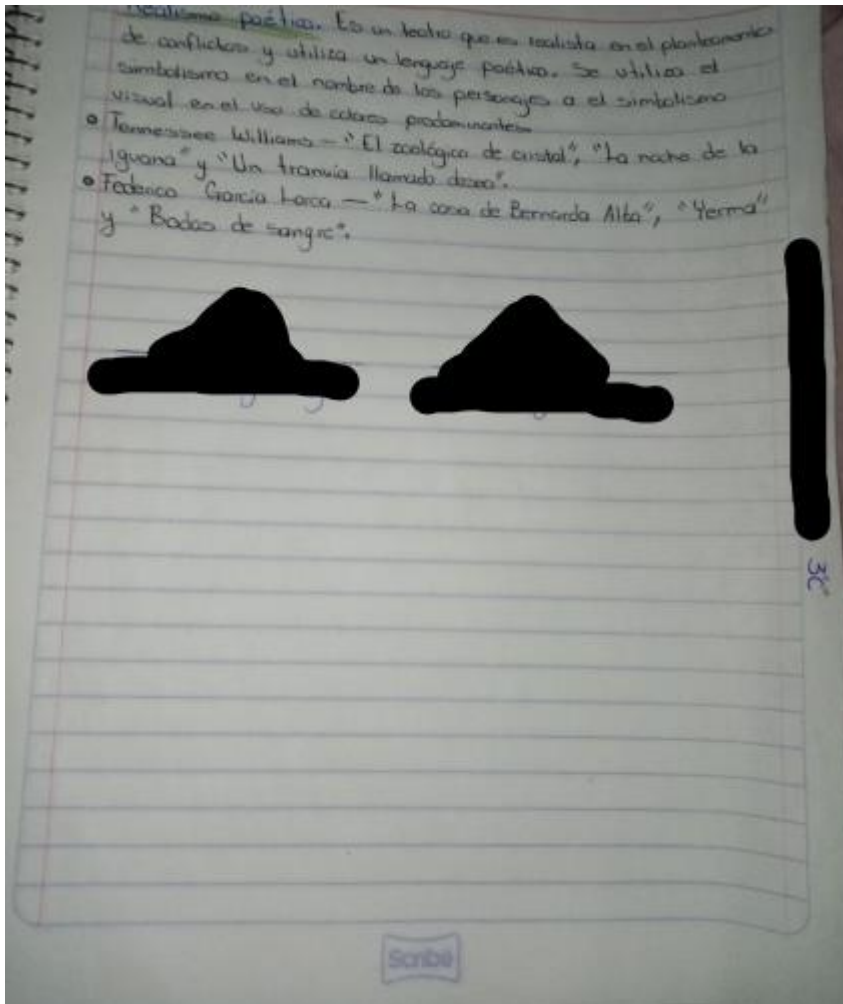 Realismo poético. Es un teatro que es realista en el planteamiento
de conflictos y utiliza un lenguaje poético. Se utiliza el
simbolismo en el nombre de los personajes o el simbolismo
visual en el uso de colores predominantes.
• Tennessee Williams — "El zoológico de cristal", "La noche de la
iguana" y "Un tranvía llamado deseo".
• Federico García Lorca — "La casa de Bernarda Alba", "Yerma"
y "Bodas de sangre".
3°C"
Scribe